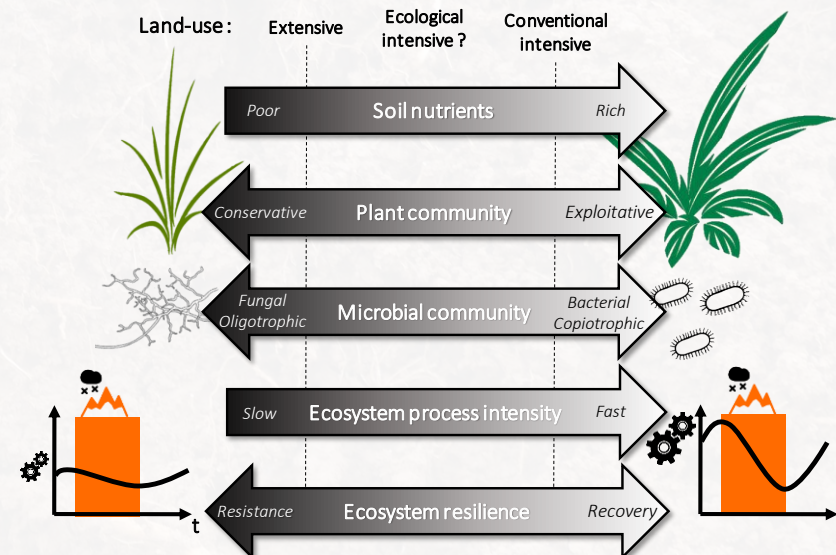 Land-use :
Extensive
Ecological
intensive ?
Conventional
intensive
Poor
Soil nutrients
Rich
Conservative
Plant community
Exploitative
Fungal
Oligotrophic
Microbial community
Bacterial
Copiotrophic
Slow
Ecosystem process intensity
Fast
t
Resistance
Ecosystem resilience
Recovery